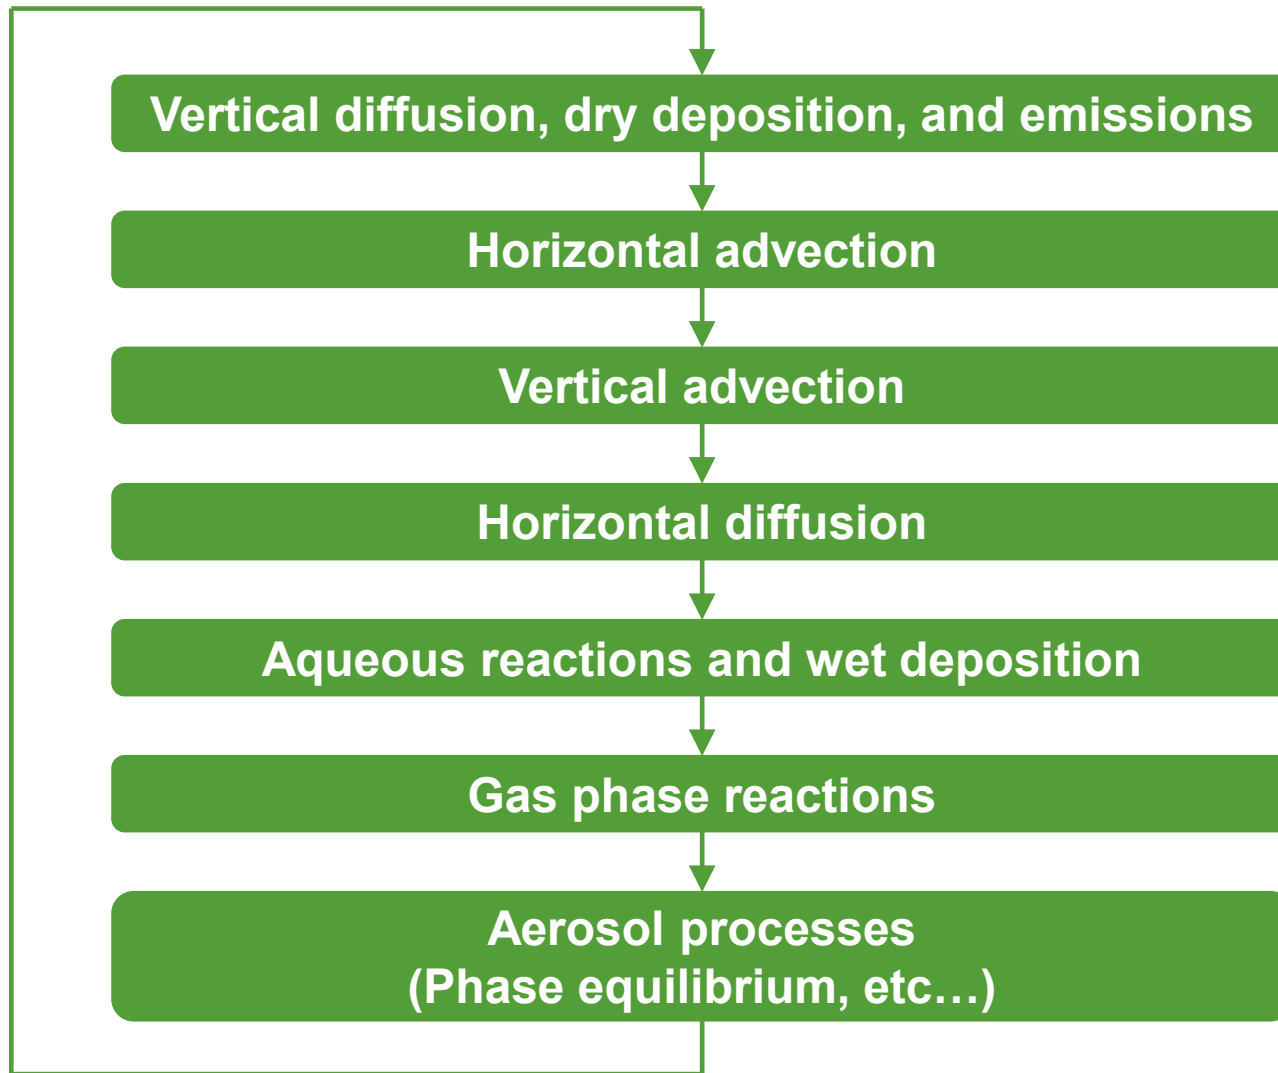 Vertical diffusion, dry deposition, and emissions
Horizontal advection
Vertical advection
Horizontal diffusion
Aqueous reactions and wet deposition
Gas phase reactions
Aerosol processes
(Phase equilibrium, etc…)